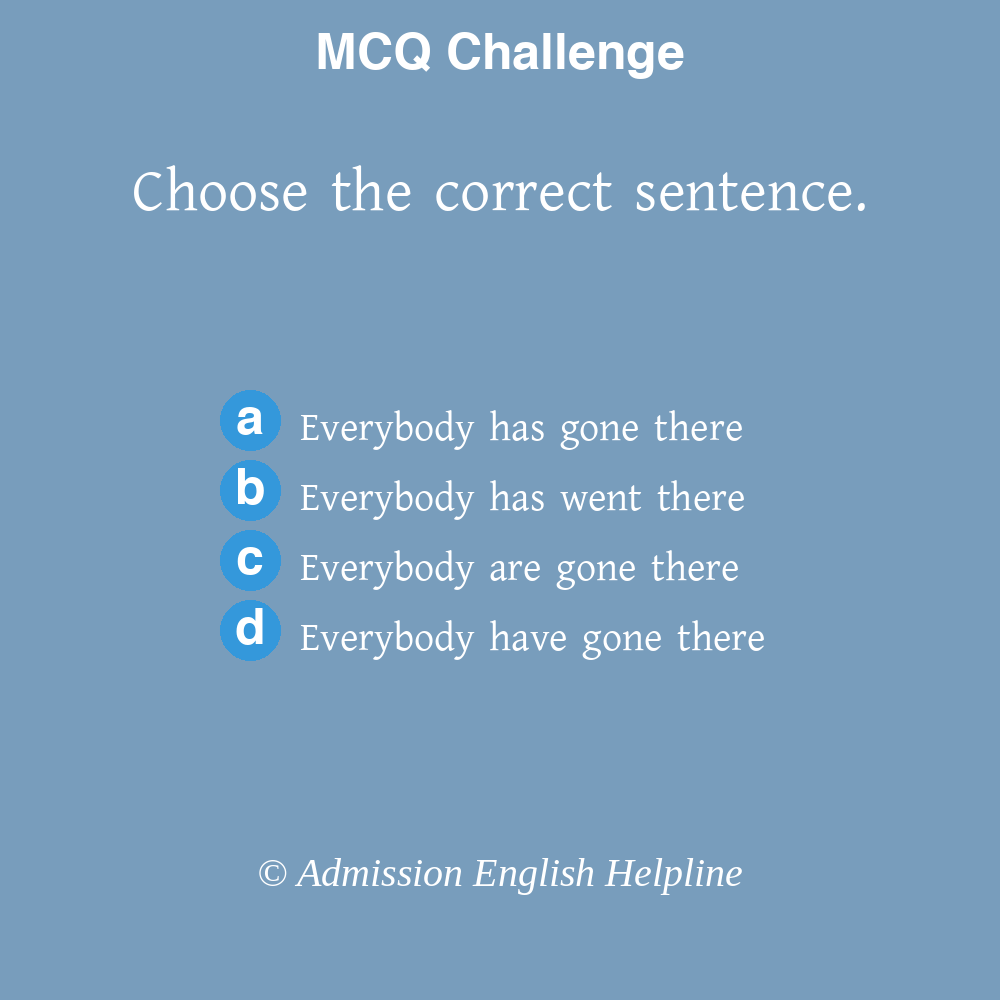 MCQ Challenge
Choose the correct sentence.
a Everybody has gone there
b Everybody has went there
c Everybody are gone there
d Everybody have gone there
© Admission English Helpline